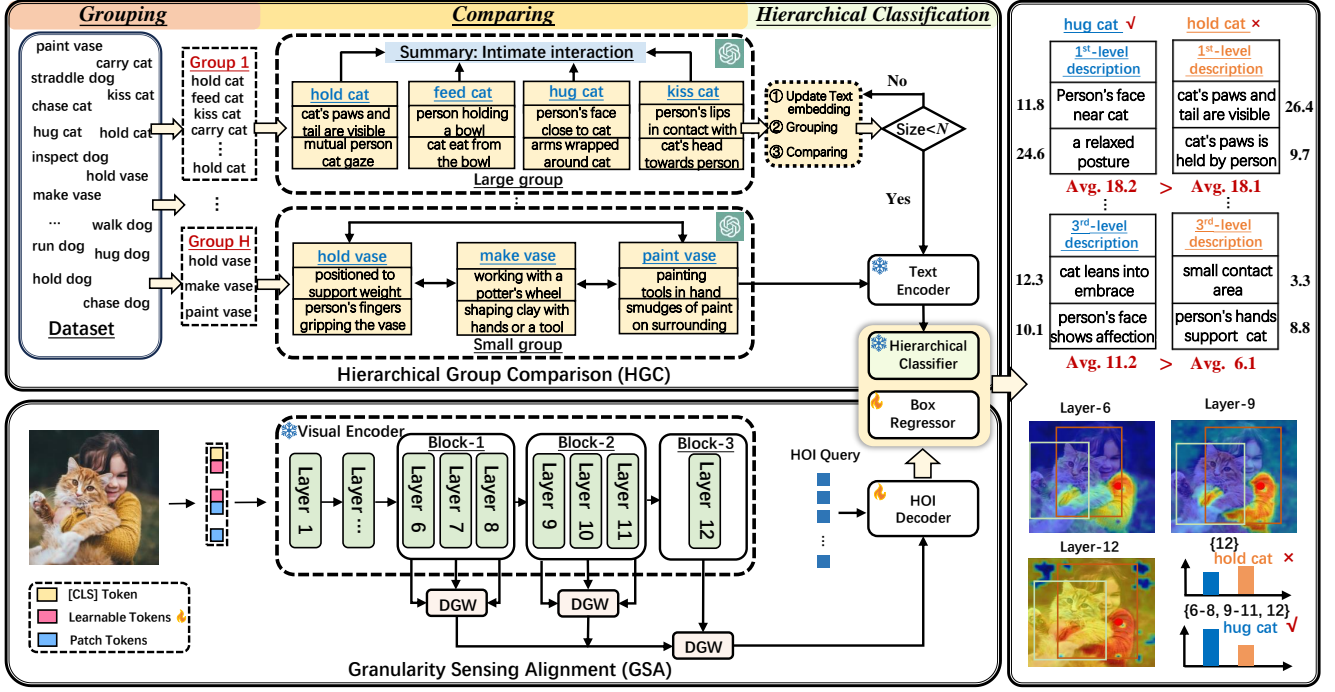 Grouping
Comparing
Hierarchical Classification
paint vase
carry cat
straddle dog
kiss cat
chase cat
hug cat
hold cat
inspect dog
hold vase
make vase
...
walk dog
run dog
hug dog
hold dog
chase dog
Dataset
Group 1
hold cat
feed cat
kiss cat
carry cat
...
hold cat
...
Group H
hold vase
make vase
paint vase
Summary: Intimate interaction
hold cat
cat's paws and
tail are visible
mutual person
cat gaze
feed cat
person holding
a bowl
cat eat from
the bowl
hug cat
person's face
close to cat
arms wrapped
around cat
kiss cat
person's lips
in contact with
cat's head
towards person
Large group
...
hold vase
positioned to
support weight
person's fingers
gripping the vase
make vase
working with a
potter's wheel
shaping clay with
hands or a tool
paint vase
painting
tools in hand
smudges of paint
on surrounding
Small group
① Update Text
embedding
② Grouping
③ Comparing
No
Size<N
Yes
Text
Encoder
Hierarchical
Classifier
Box
Regressor
Hierarchical Group Comparison (HGC)
Visual Encoder
Layer 1
Layer ...
Block-1
Layer 6
Layer 7
Layer 8
Block-2
Layer 9
Layer 10
Layer 11
Block-3
Layer 12
DGW
DGW
DGW
HOI Query
...
HOI
Decoder
[CLS] Token
Learnable Tokens
Patch Tokens
Granularity Sensing Alignment (GSA)
hug cat √
hold cat ×
1st-level
description
1st-level
description
11.8
Person's face
near cat
cat's paws and
tail are visible
26.4
24.6
a relaxed
posture
cat's paws is
held by person
9.7
Avg. 18.2 > Avg. 18.1
...
...
3rd-level
description
3rd-level
description
12.3
cat leans into
embrace
small contact
area
3.3
10.1
person's face
shows affection
person's hands
support cat
8.8
Avg. 11.2 > Avg. 6.1
Layer-6
Layer-9
Layer-12
{12}
hold cat ×
{6-8, 9-11, 12}
hug cat √